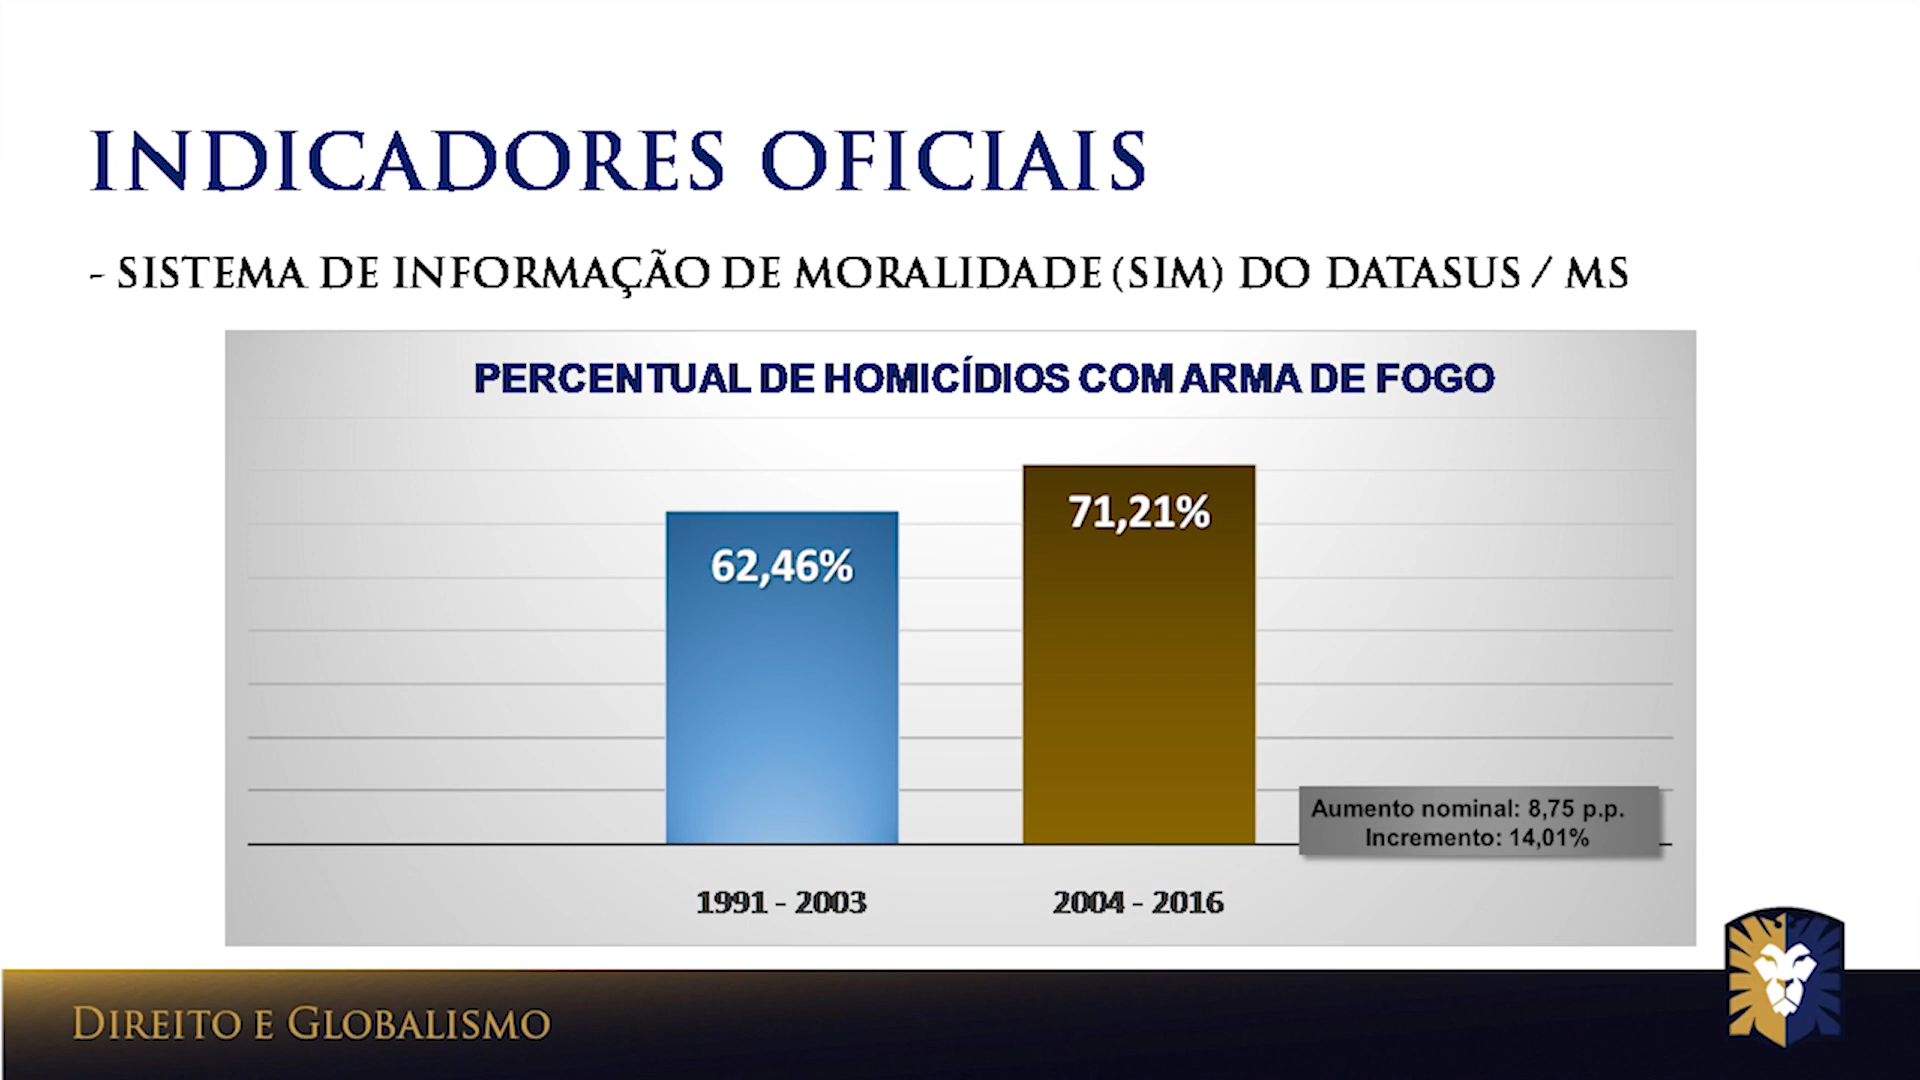 INDICADORES OFICIAIS
- SISTEMA DE INFORMAÇÃO DE MORALIDADE (SIM) DO DATASUS / MS
PERCENTUAL DE HOMICÍDIOS COM ARMA DE FOGO
71,21%
62,46%
Aumento nominal: 8,75 p.p.
Incremento: 14,01%
1991 - 2003
2004 - 2016
DIREITO E GLOBALISMO